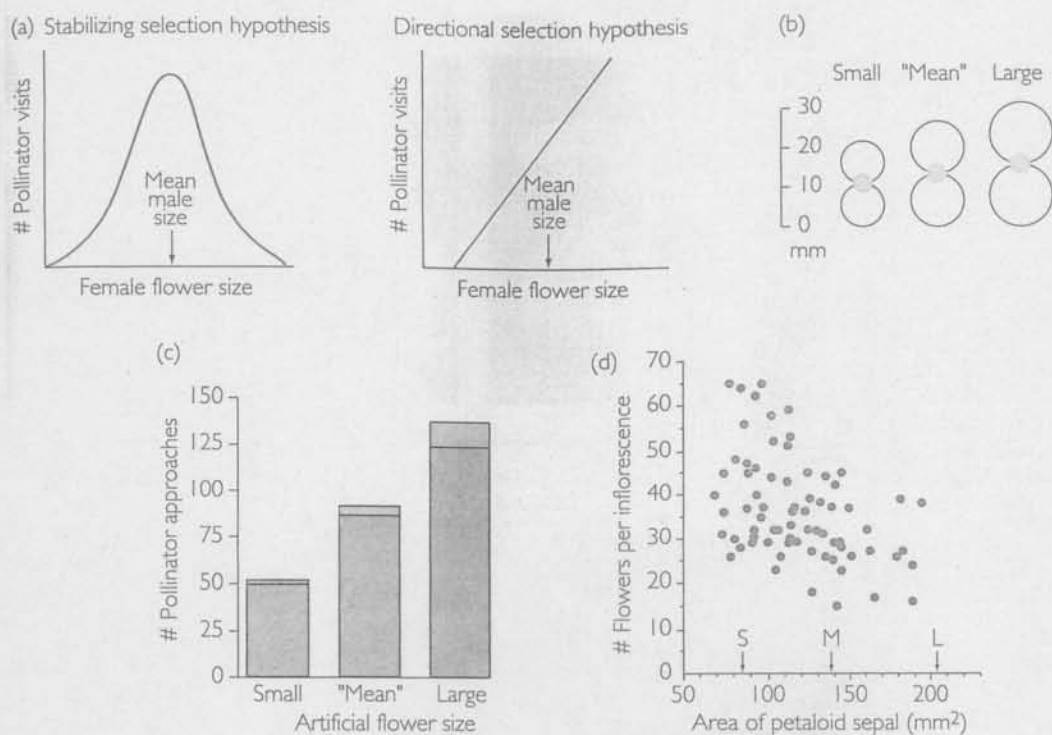 (a) Stabilizing selection hypothesis
# Pollinator visits
Mean
male
size
Female flower size
Directional selection hypothesis
# Pollinator visits
Mean
male
size
Female flower size
(b)
Small "Mean" Large
30
20
10
0
mm
(c)
# Pollinator approaches
150
125
100
75
50
25
0
Small "Mean" Large
Artificial flower size
(d)
# Flowers per inflorescence
70
60
50
40
30
20
10
0
S M L
50 100 150 200
Area of petaloid sepal (mm²)